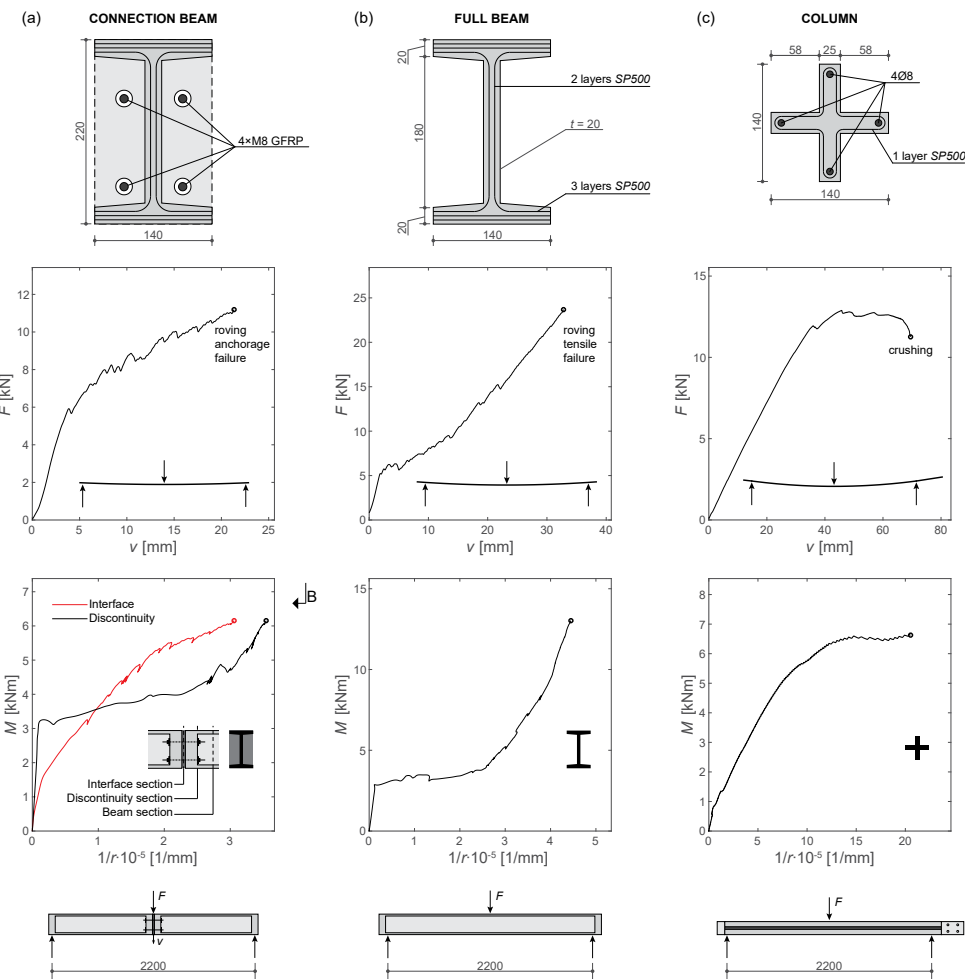 (a) CONNECTION BEAM
220
4×M8 GFRP
140
(b) FULL BEAM
20
180
20
2 layers SP500
t = 20
3 layers SP500
140
(c) COLUMN
58 25 58
140
4Ø8
1 layer SP500
140
F [kN]
12
10
8
6
4
2
0
0 5 10 15 20 25
v [mm]
roving
anchorage
failure
F [kN]
25
20
15
10
5
0
0 10 20 30 40
v [mm]
roving
tensile
failure
F [kN]
15
10
5
0
0 20 40 60 80
v [mm]
crushing
M [kNm]
7
6
5
4
3
2
1
0
0 1 2 3
1/r·10-5 [1/mm]
Interface
Discontinuity
B
Interface section
Discontinuity section
Beam section
M [kNm]
15
10
5
0
0 1 2 3 4 5
1/r·10-5 [1/mm]
M [kNm]
8
7
6
5
4
3
2
1
0
0 5 10 15 20
1/r·10-5 [1/mm]
F
v
2200
F
2200
F
2200